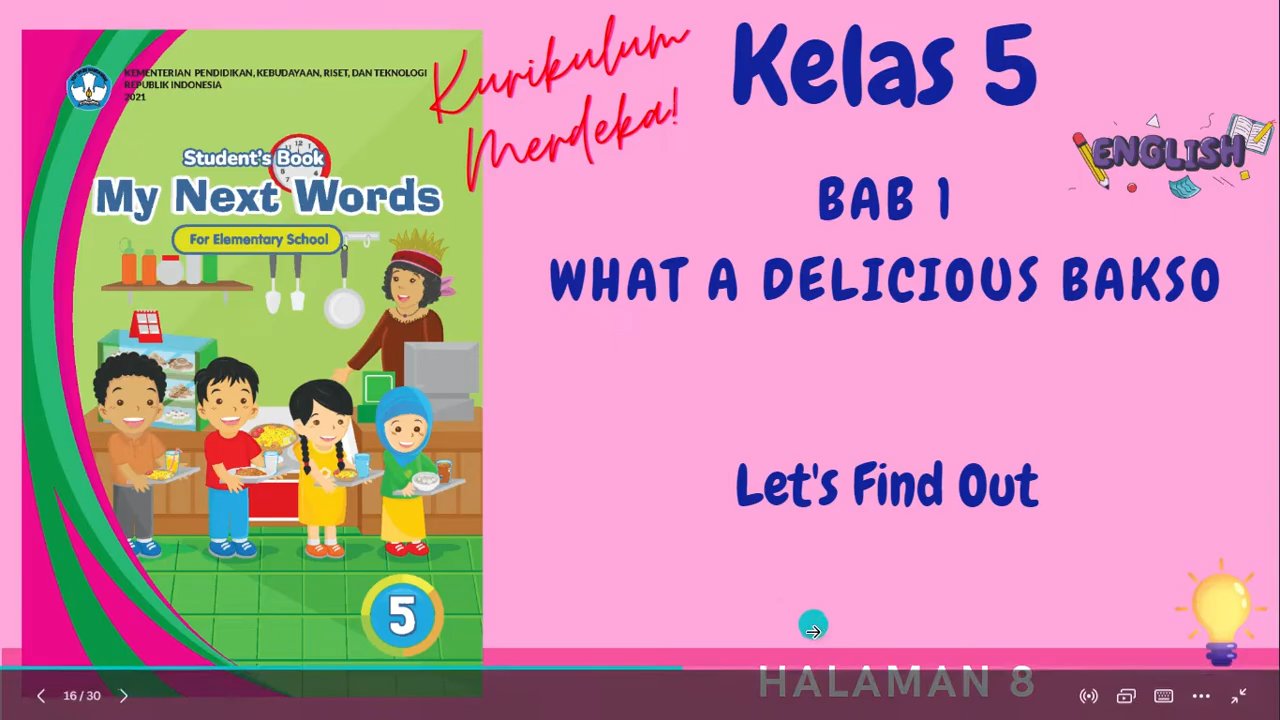 KEMENTERIAN PENDIDIKAN, KEBUDAYAAN, RISET, DAN TEKNOLOGI
REPUBLIK INDONESIA
2021
Student's Book
My Next Words
For Elementary School
5
Kurikulum
Merdeka!
Kelas 5
ENGLISH
BAB 1
WHAT A DELICIOUS BAKSO
Let's Find Out
HALAMAN 8
16 / 30